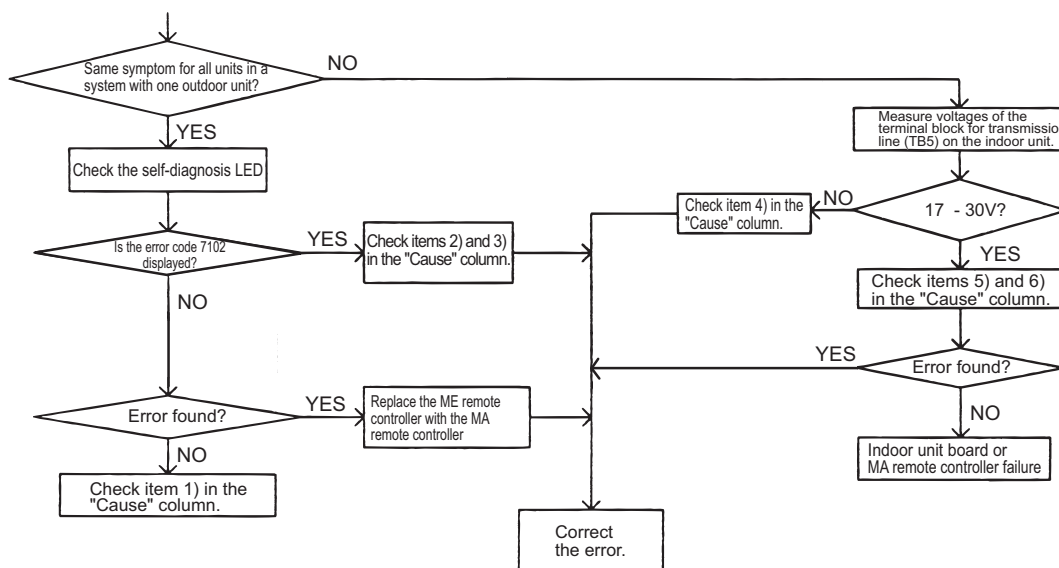 Same symptom for all units in a
system with one outdoor unit?
NO
YES
Check the self-diagnosis LED
Is the error code 7102
displayed?
YES
Check items 2) and 3)
in the "Cause" column.
NO
Error found?
YES
Replace the ME remote
controller with the MA
remote controller
NO
Check item 1) in the
"Cause" column.
Measure voltages of the
terminal block for transmissio
line (TB5) on the indoor unit.
17 - 30V?
NO
Check item 4) in the
"Cause" column.
YES
Check items 5) and 6)
in the "Cause" column.
Error found?
YES
NO
Indoor unit board or
MA remote controller failure
Correct
the error.